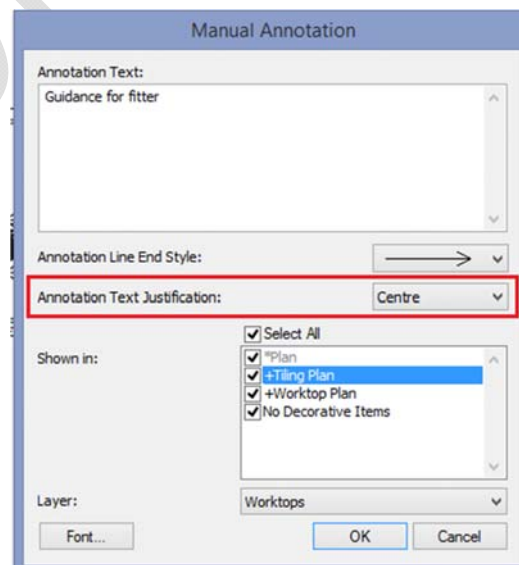 Manual Annotation
Annotation Text:
Guidance for fitter
Annotation Line End Style:
Annotation Text Justification: Centre
Select All
Shown in:
*Plan
+Tiling Plan
+Worktop Plan
No Decorative Items
Layer: Worktops
Font... OK Cancel